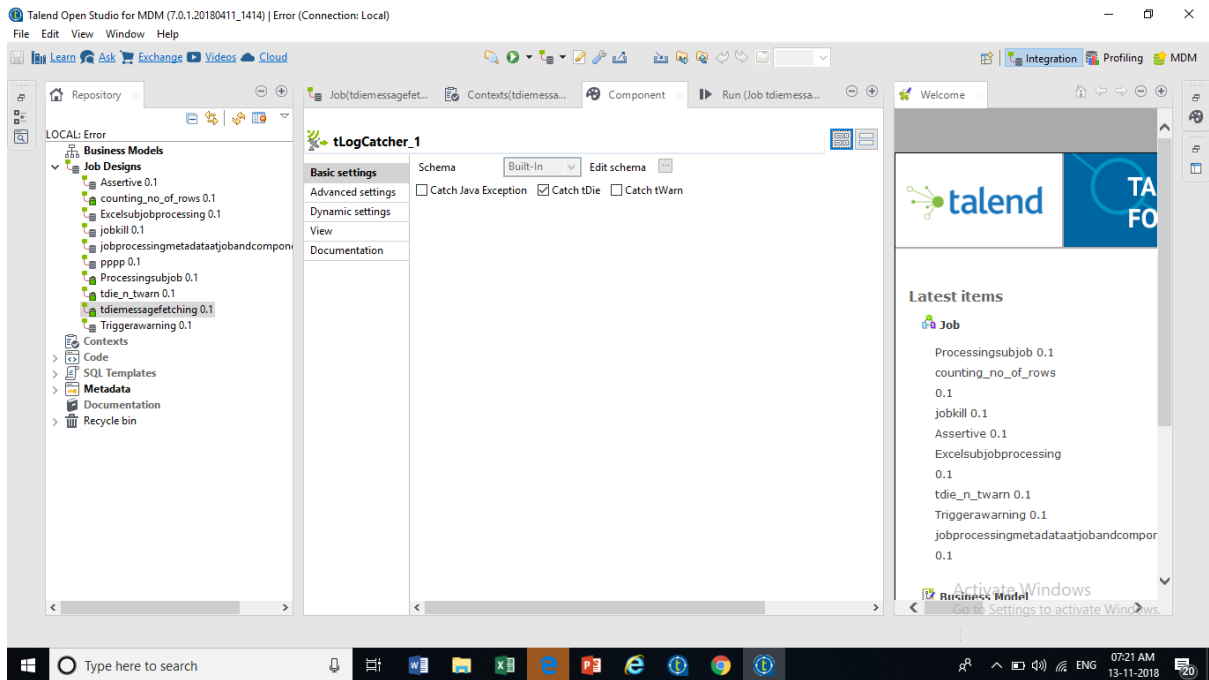 Talend Open Studio for MDM (7.0.1.20180411_1414) | Error (Connection: Local)
File Edit View Window Help
Learn Ask Exchange Videos Cloud
Integration Profiling MDM
Repository
LOCAL: Error
Business Models
Job Designs
Assertive 0.1
counting_no_of_rows 0.1
Excelsubjobprocessing 0.1
jobkill 0.1
jobprocessingmetadataatjobandcompone
pppp 0.1
Processingsubjob 0.1
tdie_n_twarn 0.1
tdiemessagefetching 0.1
Triggerawarning 0.1
Contexts
Code
SQL Templates
Metadata
Documentation
Recycle bin
Job(tdiemessagefet... Contexts(tdiemessa... Component Run (Job tdiemessa...
tLogCatcher_1
Basic settings
Advanced settings
Dynamic settings
View
Documentation
Schema Built-In Edit schema ...
Catch Java Exception Catch tDie Catch tWarn
Welcome
talend
TA
FO
Latest items
Job
Processingsubjob 0.1
counting_no_of_rows
0.1
jobkill 0.1
Assertive 0.1
Excelsubjobprocessing
0.1
tdie_n_twarn 0.1
Triggerawarning 0.1
jobprocessingmetadataatjobandcompor
0.1
Business Model
Activate Windows
Go to Settings to activate Windows.
Type here to search
ENG
07:21 AM
13-11-2018
20